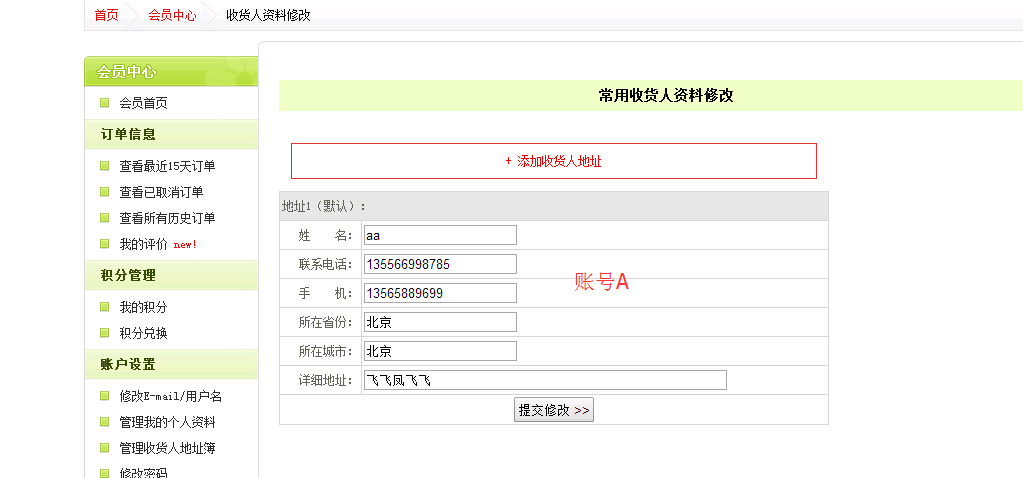 首页 会员中心 收货人资料修改
会员中心
会员首页
订单信息
查看最近15天订单
查看已取消订单
查看所有历史订单
我的评价 new!
积分管理
我的积分
积分兑换
账户设置
修改E-mail/用户名
管理我的个人资料
管理收货人地址簿
修改密码
常用收货人资料修改
+ 添加收货人地址
地址1（默认）：
姓 名： aa
联系电话： 135566998785
手 机： 13565889699
所在省份： 北京
所在城市： 北京
详细地址： 飞飞凤飞飞
提交修改 >>
账号A